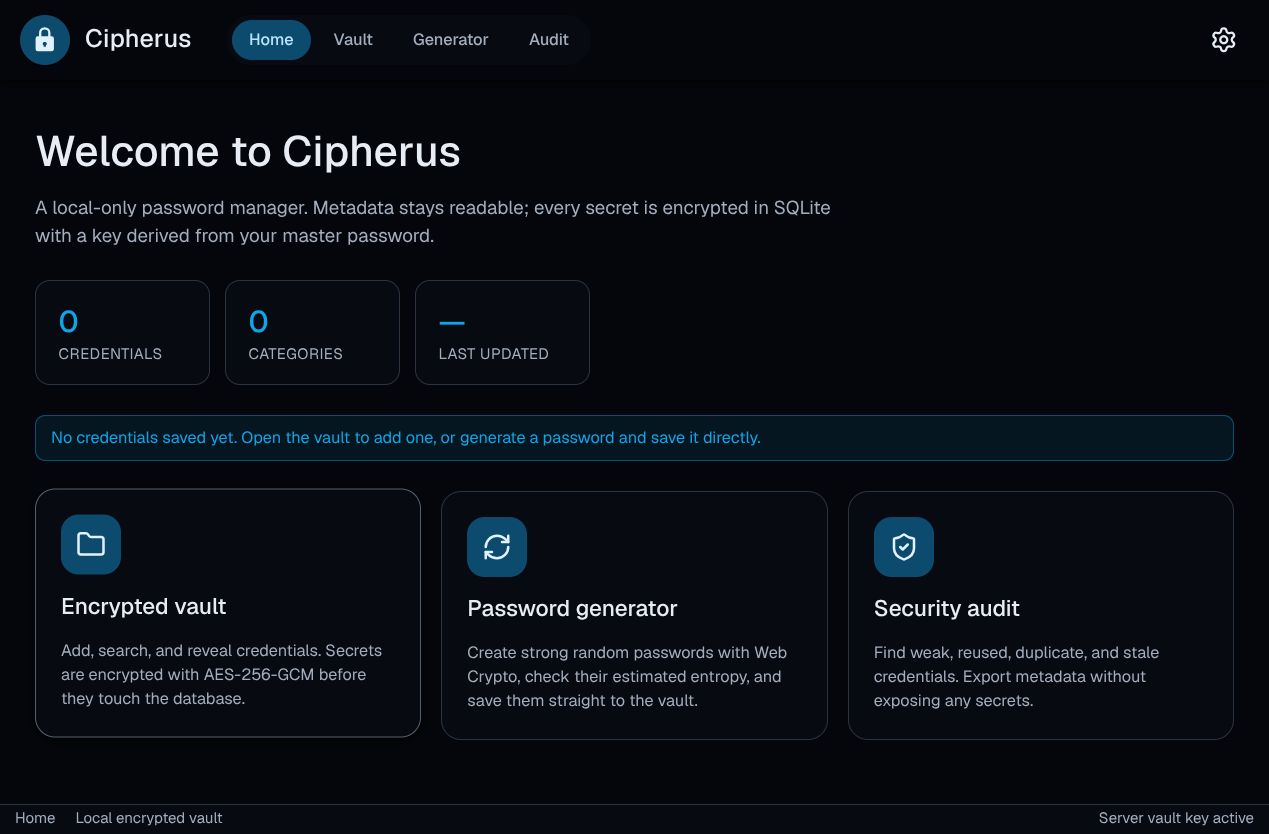 Cipherus
Home
Vault
Generator
Audit
Welcome to Cipherus
A local-only password manager. Metadata stays readable; every secret is encrypted in SQLite
with a key derived from your master password.
0
CREDENTIALS
0
CATEGORIES
—
LAST UPDATED
No credentials saved yet. Open the vault to add one, or generate a password and save it directly.
Encrypted vault
Add, search, and reveal credentials. Secrets
are encrypted with AES-256-GCM before
they touch the database.
Password generator
Create strong random passwords with Web
Crypto, check their estimated entropy, and
save them straight to the vault.
Security audit
Find weak, reused, duplicate, and stale
credentials. Export metadata without
exposing any secrets.
Home
Local encrypted vault
Server vault key active